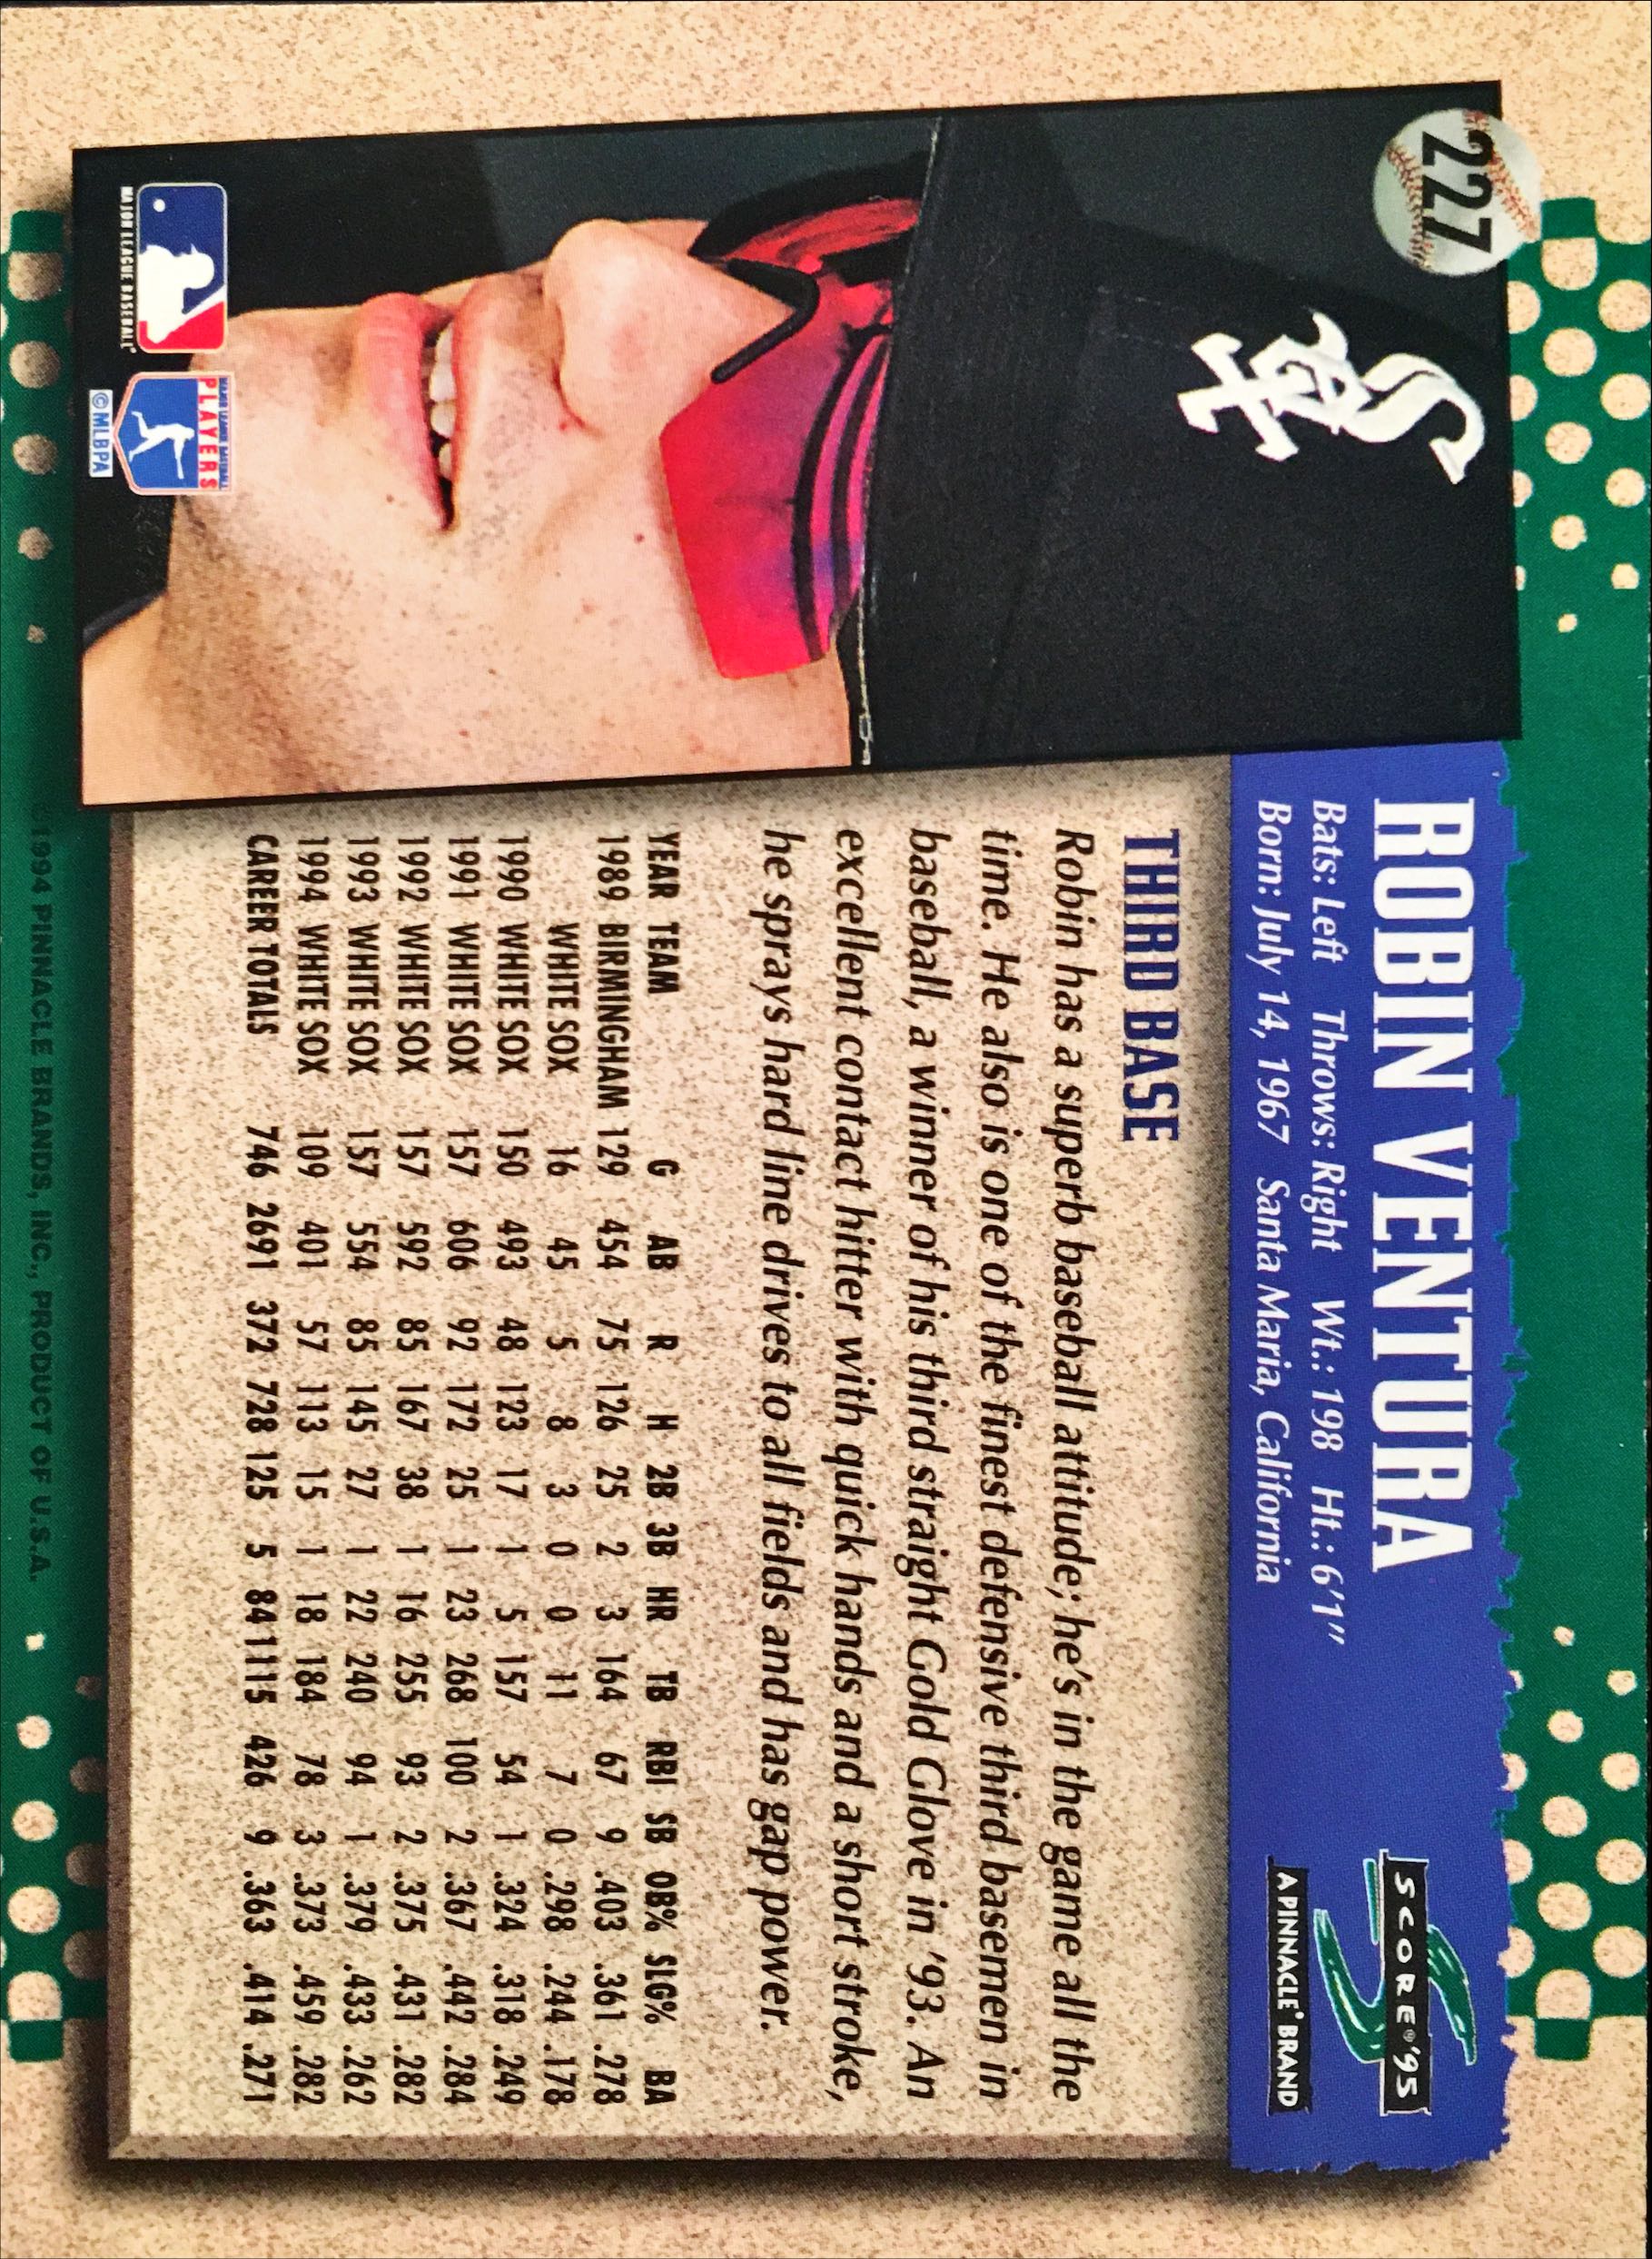 227
Sox
MAJOR LEAGUE BASEBALL
MAJOR LEAGUE BASEBALL
PLAYERS
©MLBPA
ROBIN VENTURA
Bats: Left Throws: Right Wt.: 198 Ht.: 6'1"
Born: July 14, 1967 Santa Maria, California
SCORE® '95
A PINNACLE® BRAND
THIRD BASE
Robin has a superb baseball attitude; he's in the game all the
time. He also is one of the finest defensive third basemen in
baseball, a winner of his third straight Gold Glove in '93. An
excellent contact hitter with quick hands and a short stroke,
he sprays hard line drives to all fields and has gap power.
YEAR TEAM G AB R H 2B 3B HR TB RBI SB OB% SLG% BA
1989 BIRMINGHAM 129 454 75 126 25 2 3 164 67 9 .403 .361 .278
WHITE SOX 16 45 5 8 3 0 0 11 7 0 .298 .244 .178
1990 WHITE SOX 150 493 48 123 17 1 5 157 54 1 .324 .318 .249
1991 WHITE SOX 157 606 92 172 25 1 23 268 100 2 .367 .442 .284
1992 WHITE SOX 157 592 85 167 38 1 16 255 93 2 .375 .431 .282
1993 WHITE SOX 157 554 85 145 27 1 22 240 94 1 .379 .433 .262
1994 WHITE SOX 109 401 57 113 15 1 18 184 78 3 .373 .459 .282
CAREER TOTALS 746 2691 372 728 125 5 84 1115 426 9 .363 .414 .271
©1994 PINNACLE BRANDS, INC., PRODUCT OF U.S.A.